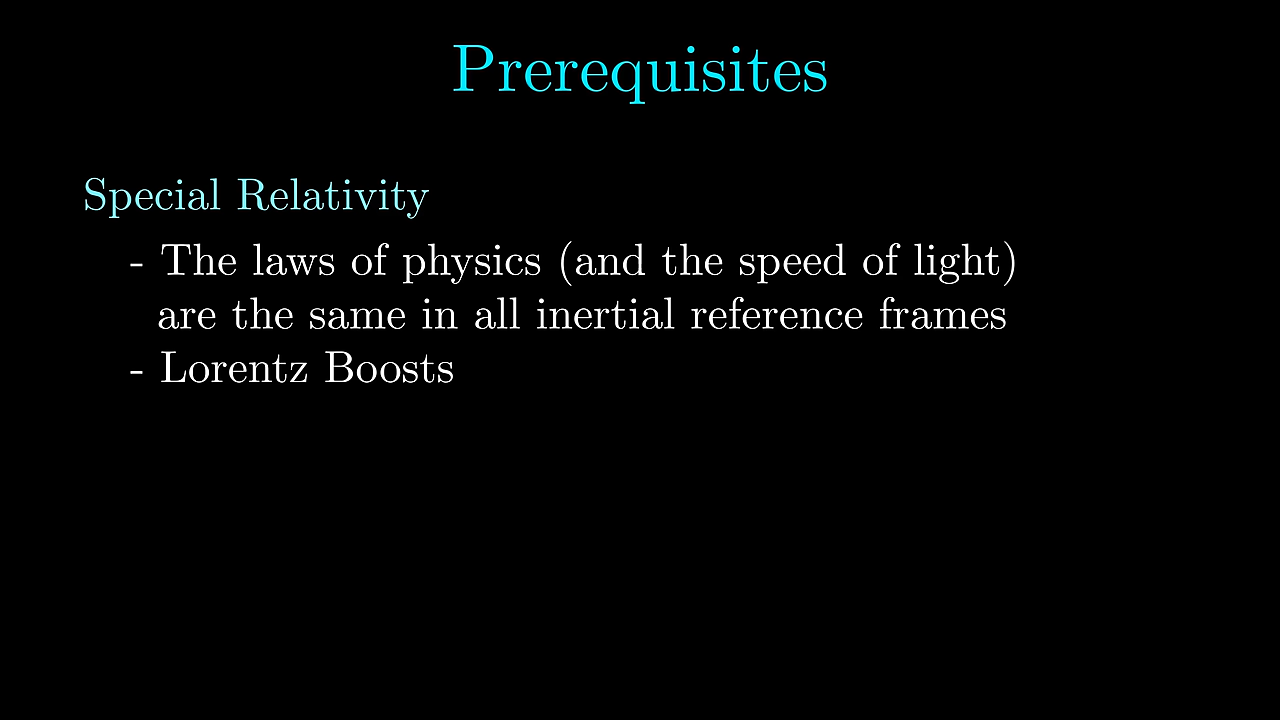 Prerequisites
Special Relativity
- The laws of physics (and the speed of light)
are the same in all inertial reference frames
- Lorentz Boosts